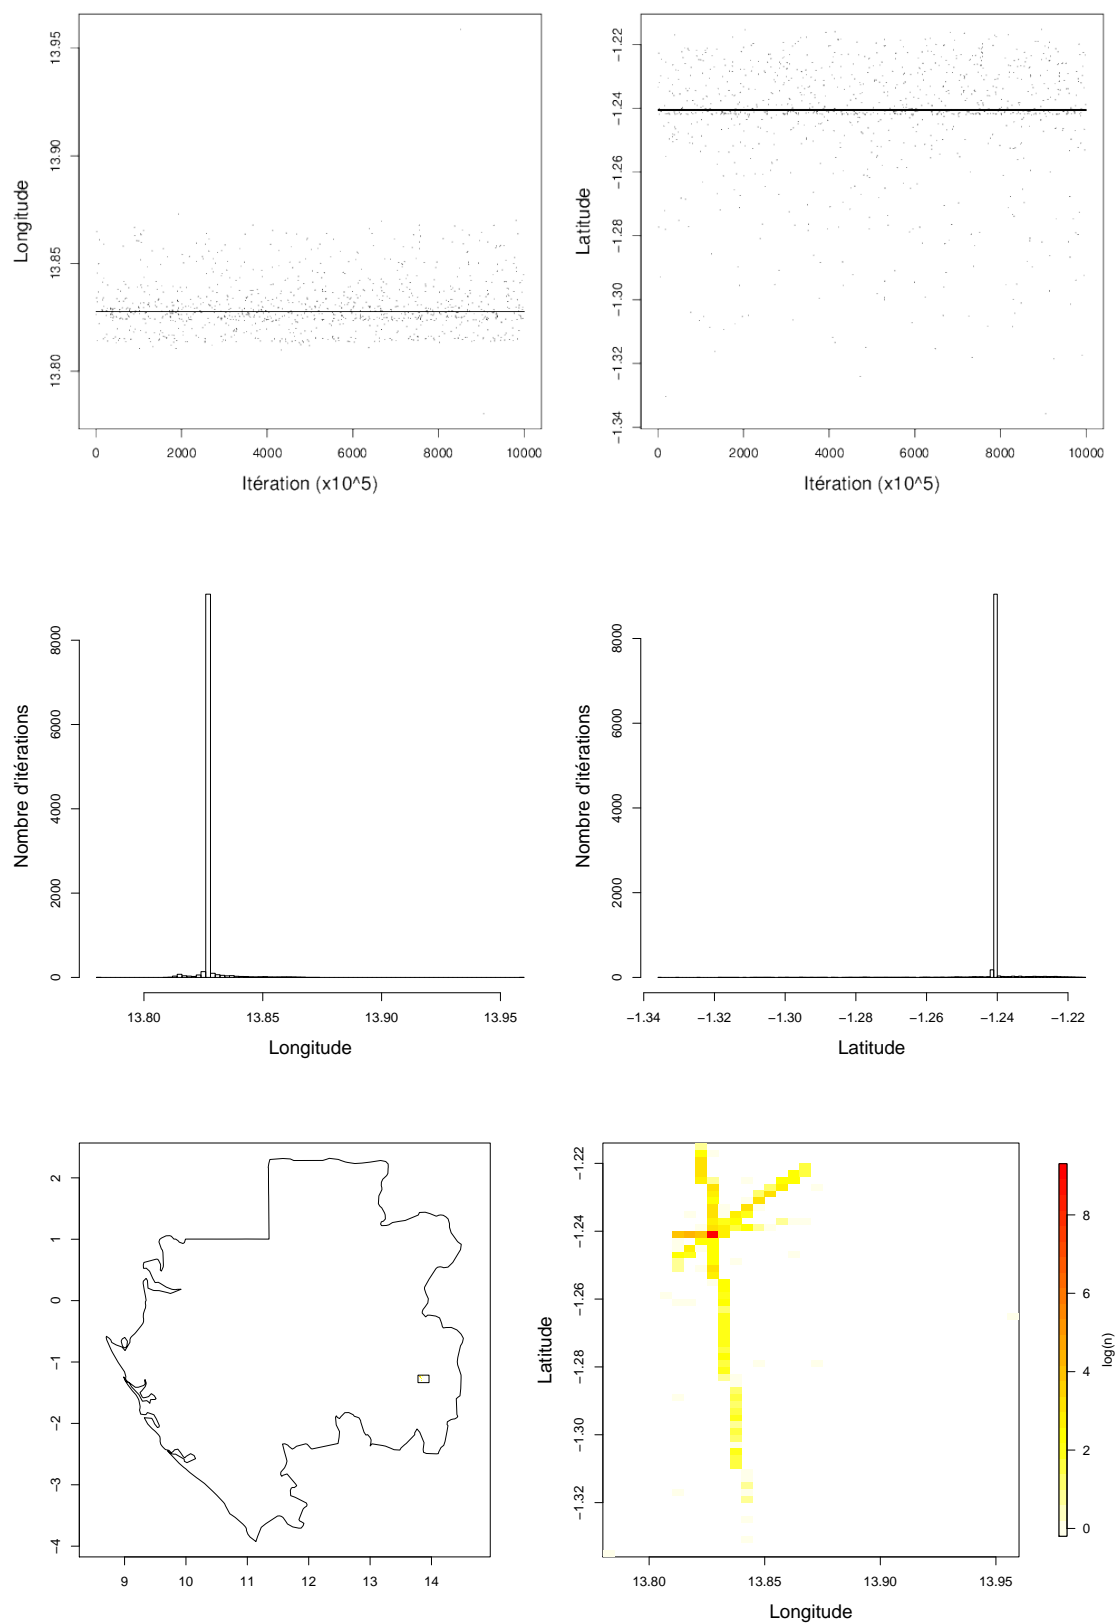 13.80 13.85 13.90 13.95
Longitude
0 2000 4000 6000 8000 10000
Itération (x10^5)
−1.34 −1.32 −1.30 −1.28 −1.26 −1.24 −1.22
Latitude
0 2000 4000 6000 8000 10000
Itération (x10^5)
0 2000 4000 6000 8000
Nombre d'itérations
13.80 13.85 13.90 13.95
Longitude
0 2000 4000 6000 8000
Nombre d'itérations
−1.34 −1.32 −1.30 −1.28 −1.26 −1.24 −1.22
Latitude
−4 −3 −2 −1 0 1 2
9 10 11 12 13 14
−1.32 −1.30 −1.28 −1.26 −1.24 −1.22
Latitude
13.80 13.85 13.90 13.95
Longitude
0 2 4 6 8
log(n)